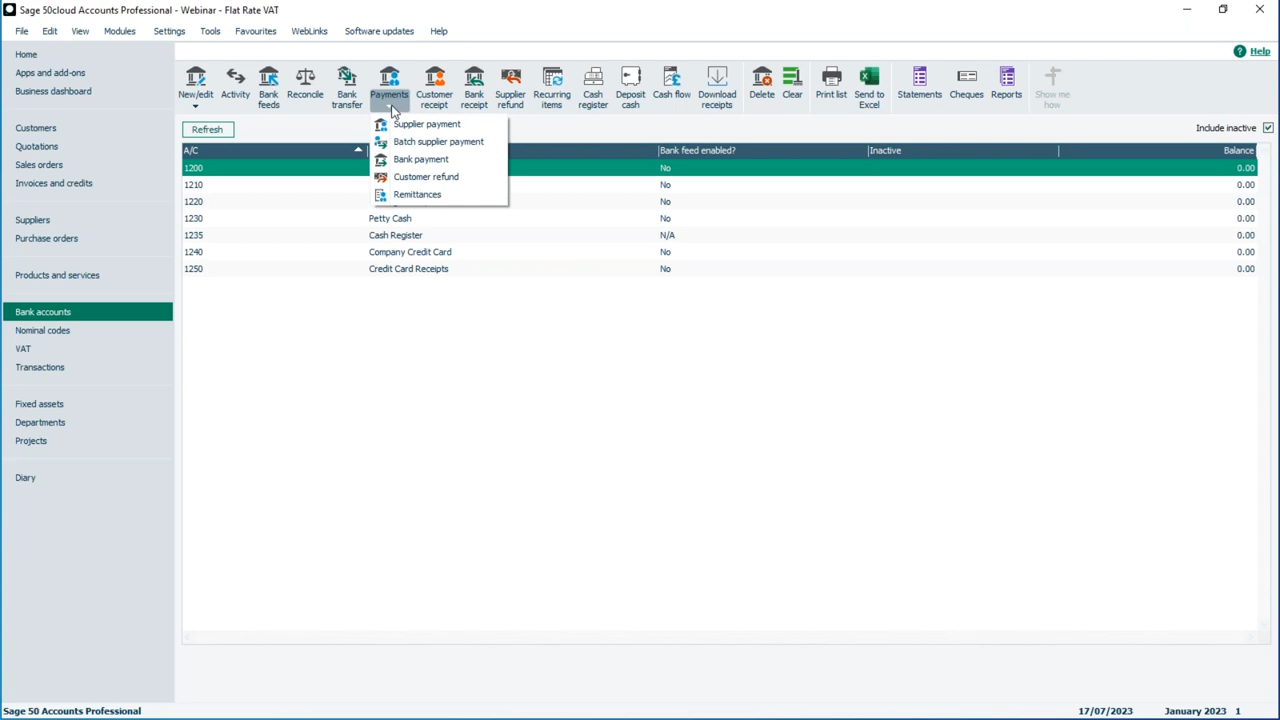 Sage 50cloud Accounts Professional - Webinar - Flat Rate VAT
File Edit View Modules Settings Tools Favourites WebLinks Software updates Help
Help
Home
Apps and add-ons
Business dashboard
Customers
Quotations
Sales orders
Invoices and credits
Suppliers
Purchase orders
Products and services
Bank accounts
Nominal codes
VAT
Transactions
Fixed assets
Departments
Projects
Diary
New/edit
Activity
Bank
feeds
Reconcile
Bank
transfer
Payments
Customer
receipt
Bank
receipt
Supplier
refund
Recurring
items
Cash
register
Deposit
cash
Cash flow
Download
receipts
Delete
Clear
Print list
Send to
Excel
Statements
Cheques
Reports
Show me
how
Supplier payment
Batch supplier payment
Bank payment
Customer refund
Remittances
Refresh
Include inactive
A/C Bank feed enabled? Inactive Balance
1200 No 0.00
1210 No 0.00
1220 No 0.00
1230 Petty Cash No 0.00
1235 Cash Register N/A 0.00
1240 Company Credit Card No 0.00
1250 Credit Card Receipts No 0.00
Sage 50 Accounts Professional 17/07/2023 January 2023 1